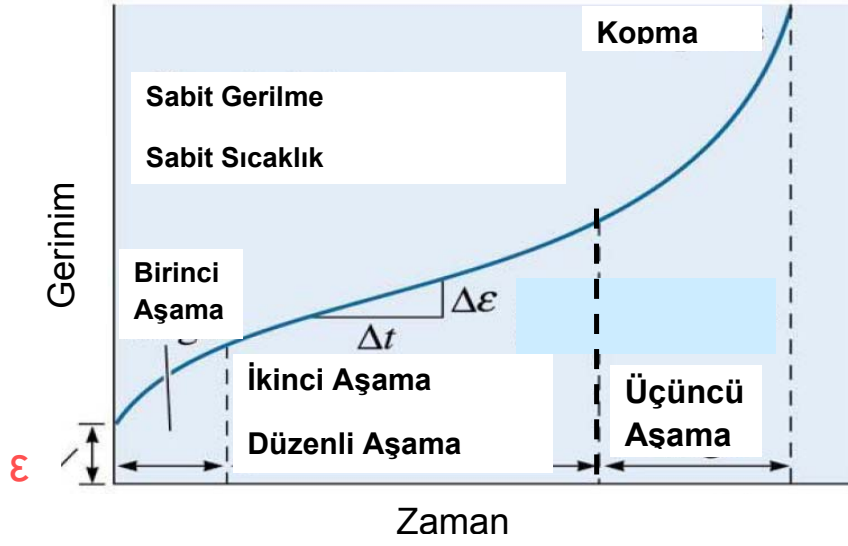 Kopma
Sabit Gerilme
Sabit Sıcaklık
Gerinim
Birinci
Aşama
Δε
Δt
İkinci Aşama
Düzenli Aşama
Üçüncü
Aşama
ε
Zaman